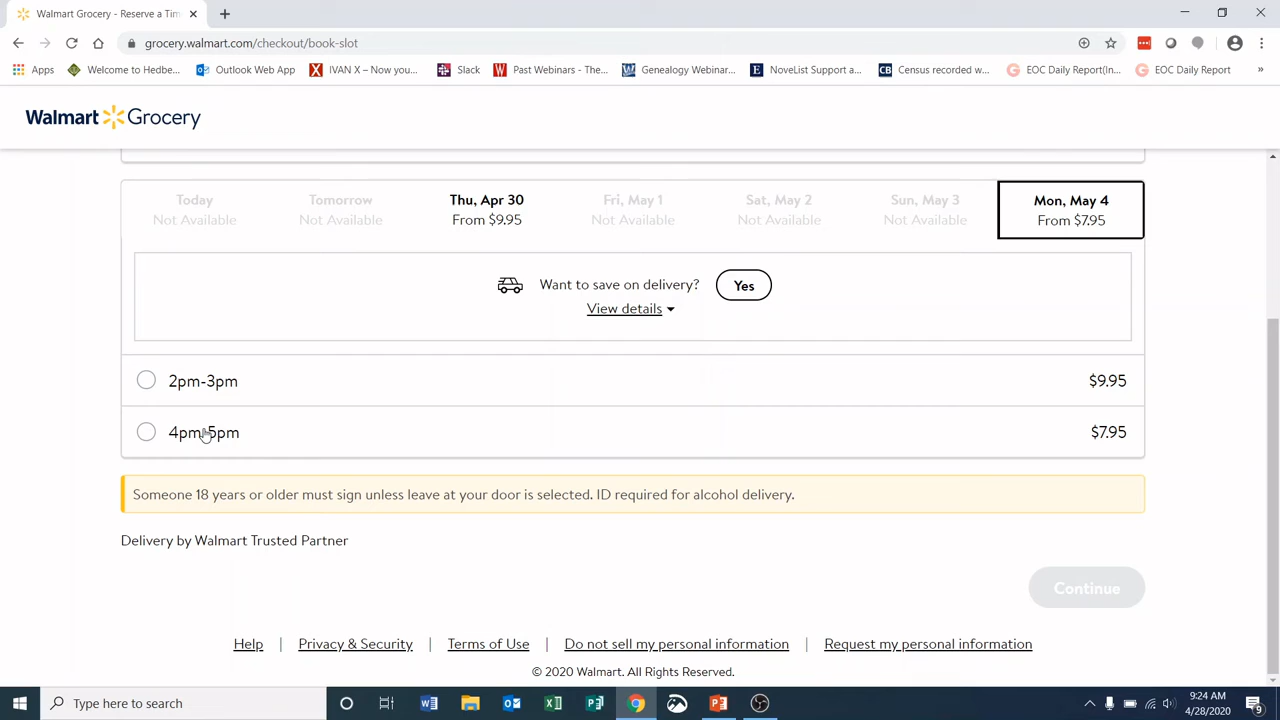 Walmart Grocery - Reserve a Tim
grocery.walmart.com/checkout/book-slot
Apps Welcome to Hedbe... Outlook Web App IVAN X – Now you... Slack Past Webinars - The... Genealogy Webinar... NoveList Support a... Census recorded w... EOC Daily Report(In... EOC Daily Report »
Walmart Grocery
Today Tomorrow Thu, Apr 30 Fri, May 1 Sat, May 2 Sun, May 3 Mon, May 4
Not Available Not Available From $9.95 Not Available Not Available Not Available From $7.95
Want to save on delivery? Yes
View details
2pm-3pm $9.95
4pm-5pm $7.95
Someone 18 years or older must sign unless leave at your door is selected. ID required for alcohol delivery.
Delivery by Walmart Trusted Partner
Continue
Help | Privacy & Security | Terms of Use | Do not sell my personal information | Request my personal information
© 2020 Walmart. All Rights Reserved.
Type here to search
9:24 AM
4/28/2020
9